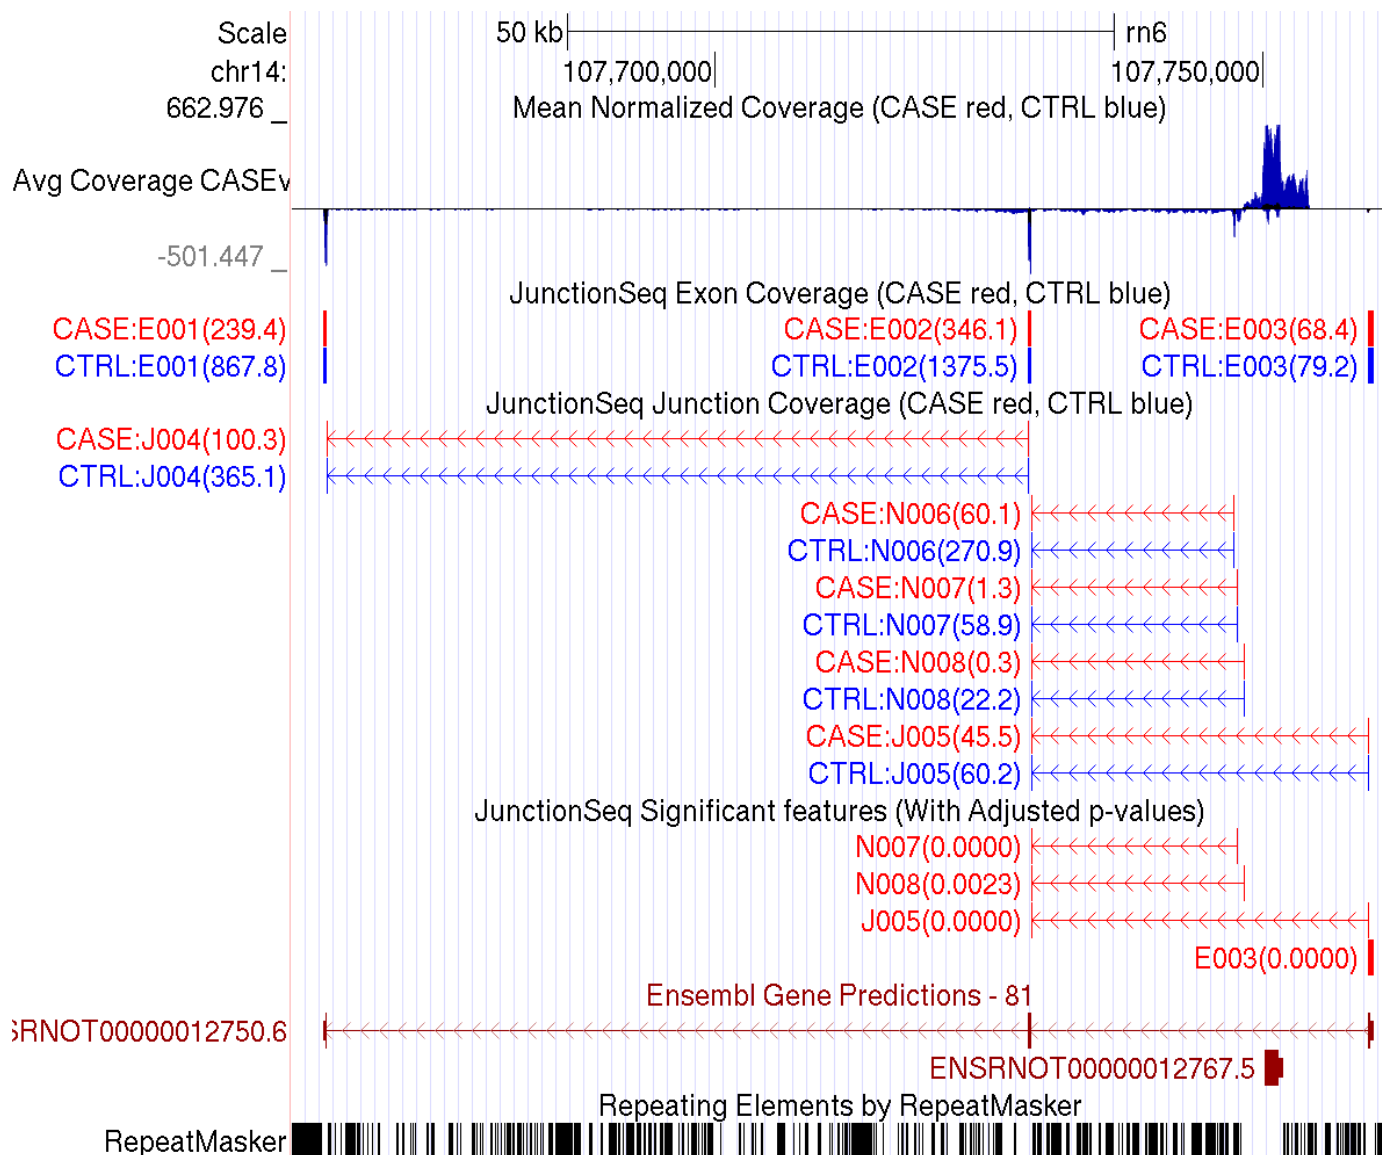 Scale 50 kb rn6
chr14: 107,700,000 107,750,000
662.976 _ Mean Normalized Coverage (CASE red, CTRL blue)
Avg Coverage CASEv
-501.447 _
JunctionSeq Exon Coverage (CASE red, CTRL blue)
CASE:E001(239.4) CASE:E002(346.1) CASE:E003(68.4)
CTRL:E001(867.8) CTRL:E002(1375.5) CTRL:E003(79.2)
JunctionSeq Junction Coverage (CASE red, CTRL blue)
CASE:J004(100.3)
CTRL:J004(365.1)
CASE:N006(60.1)
CTRL:N006(270.9)
CASE:N007(1.3)
CTRL:N007(58.9)
CASE:N008(0.3)
CTRL:N008(22.2)
CASE:J005(45.5)
CTRL:J005(60.2)
JunctionSeq Significant features (With Adjusted p-values)
N007(0.0000)
N008(0.0023)
J005(0.0000)
E003(0.0000)
Ensembl Gene Predictions - 81
SRNOT00000012750.6
ENSRNOT00000012767.5
Repeating Elements by RepeatMasker
RepeatMasker